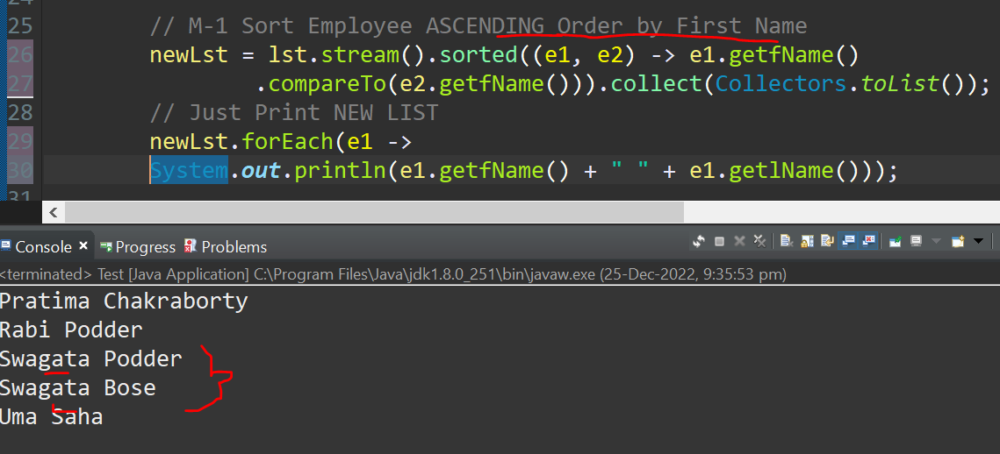 25 // M-1 Sort Employee ASCENDING Order by First Name
26 newLst = lst.stream().sorted((e1, e2) -> e1.getfName()
27 .compareTo(e2.getfName())).collect(Collectors.toList());
28 // Just Print NEW LIST
29 newLst.forEach(e1 ->
30 System.out.println(e1.getfName() + " " + e1.getlName()));
31
Console Progress Problems
<terminated> Test [Java Application] C:\Program Files\Java\jdk1.8.0_251\bin\javaw.exe (25-Dec-2022, 9:35:53 pm)
Pratima Chakraborty
Rabi Podder
Swagata Podder
Swagata Bose
Uma Saha